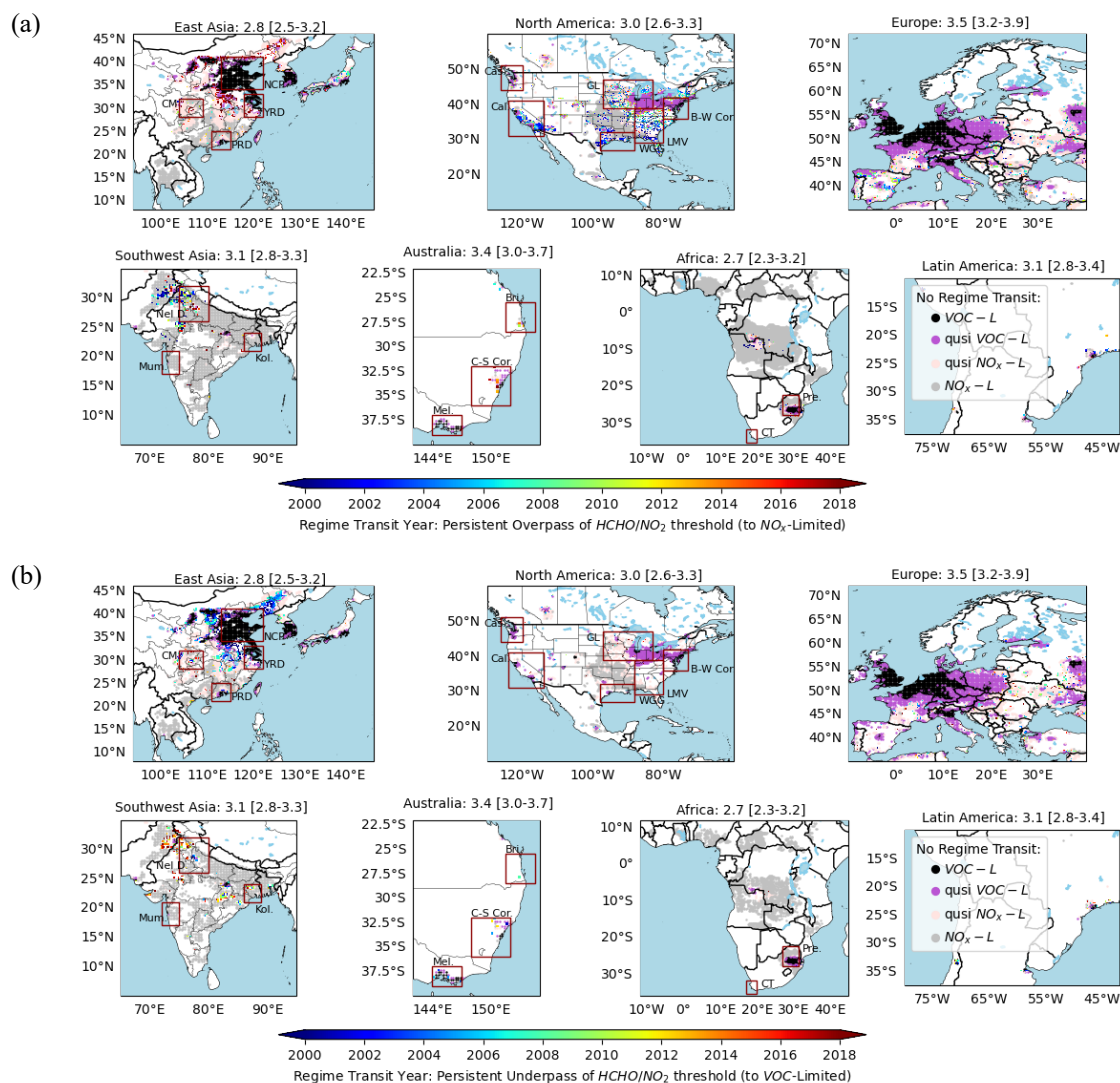 (a)
East Asia: 2.8 [2.5-3.2]
45°N
40°N
35°N
30°N
25°N
20°N
15°N
10°N
NCP
CM
YRD
PRD
100°E 110°E 120°E 130°E 140°E
North America: 3.0 [2.6-3.3]
50°N
40°N
30°N
20°N
Cas
Cal
GL
B-W Cor
LMV
WGG
120°W 100°W 80°W
Europe: 3.5 [3.2-3.9]
70°N
65°N
60°N
55°N
50°N
45°N
40°N
0° 10°E 20°E 30°E
Southwest Asia: 3.1 [2.8-3.3]
30°N
25°N
20°N
15°N
10°N
Nel D.
Mum.
Kol.
70°E 80°E 90°E
Australia: 3.4 [3.0-3.7]
22.5°S
25°S
27.5°S
30°S
32.5°S
35°S
37.5°S
Bri.
C-S Cor.
Mel.
144°E 150°E
Africa: 2.7 [2.3-3.2]
10°N
0°
10°S
20°S
30°S
Pre.
CT
10°W 0° 10°E 20°E 30°E 40°E
Latin America: 3.1 [2.8-3.4]
15°S
20°S
25°S
30°S
35°S
No Regime Transit:
VOC − L
qusi VOC − L
qusi NOx − L
NOx − L
75°W 65°W 55°W 45°W
2000 2002 2004 2006 2008 2010 2012 2014 2016 2018
Regime Transit Year: Persistent Overpass of HCHO/NO2 threshold (to NOx-Limited)
(b)
East Asia: 2.8 [2.5-3.2]
45°N
40°N
35°N
30°N
25°N
20°N
15°N
10°N
NCP
CM
YRD
PRD
100°E 110°E 120°E 130°E 140°E
North America: 3.0 [2.6-3.3]
50°N
40°N
30°N
20°N
Cas
Cal
GL
B-W Cor
LMV
WGG
120°W 100°W 80°W
Europe: 3.5 [3.2-3.9]
70°N
65°N
60°N
55°N
50°N
45°N
40°N
0° 10°E 20°E 30°E
Southwest Asia: 3.1 [2.8-3.3]
30°N
25°N
20°N
15°N
10°N
Nel D.
Mum.
Kol.
70°E 80°E 90°E
Australia: 3.4 [3.0-3.7]
22.5°S
25°S
27.5°S
30°S
32.5°S
35°S
37.5°S
Bri.
C-S Cor.
Mel.
144°E 150°E
Africa: 2.7 [2.3-3.2]
10°N
0°
10°S
20°S
30°S
Pre.
CT
10°W 0° 10°E 20°E 30°E 40°E
Latin America: 3.1 [2.8-3.4]
15°S
20°S
25°S
30°S
35°S
No Regime Transit:
VOC − L
qusi VOC − L
qusi NOx − L
NOx − L
75°W 65°W 55°W 45°W
2000 2002 2004 2006 2008 2010 2012 2014 2016 2018
Regime Transit Year: Persistent Underpass of HCHO/NO2 threshold (to VOC-Limited)